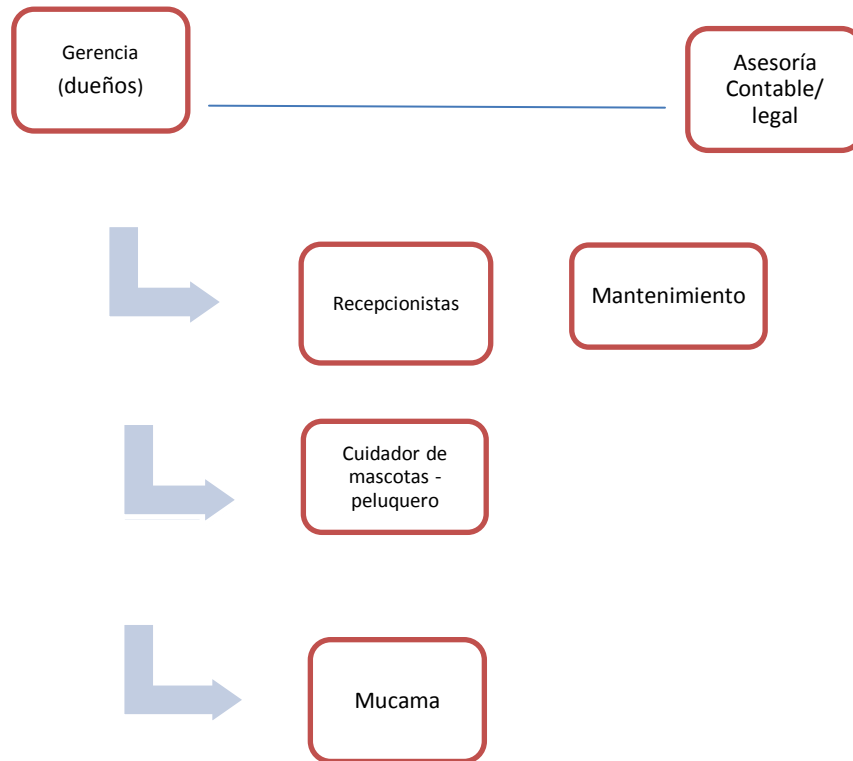 Gerencia
(dueños)
Asesoría
Contable/
legal
Recepcionistas
Mantenimiento
Cuidador de
mascotas -
peluquero
Mucama